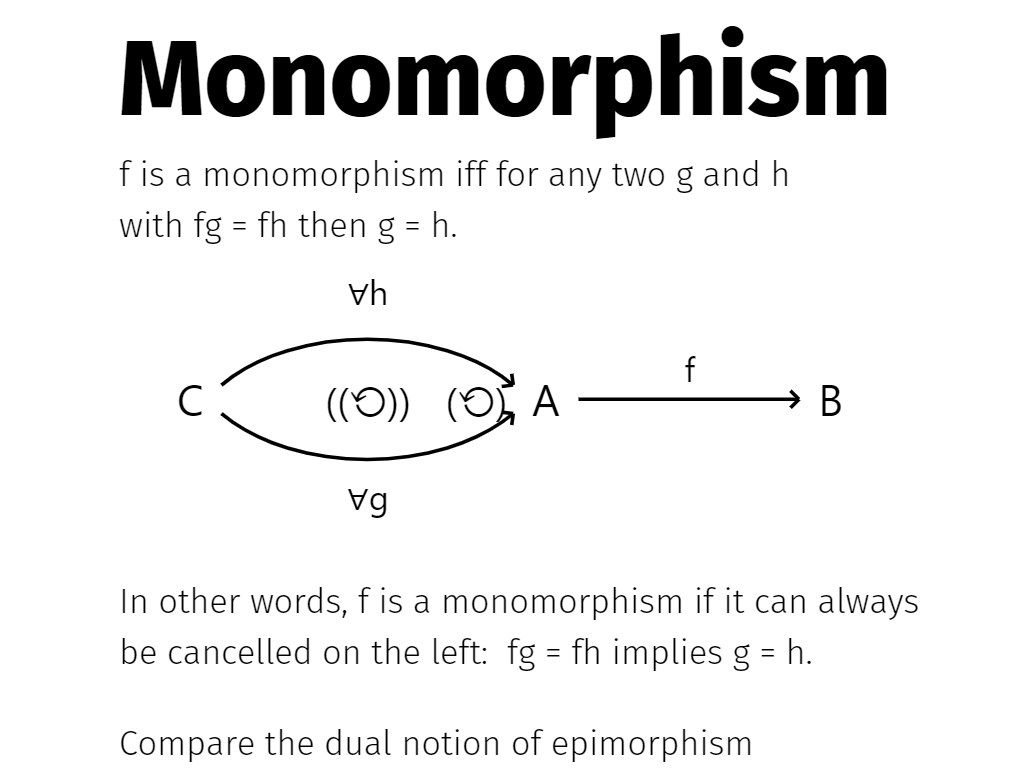 Monomorphism
f is a monomorphism iff for any two g and h
with fg = fh then g = h.
∀h
f
C ((↺)) (↺) A B
∀g
In other words, f is a monomorphism if it can always
be cancelled on the left: fg = fh implies g = h.
Compare the dual notion of epimorphism